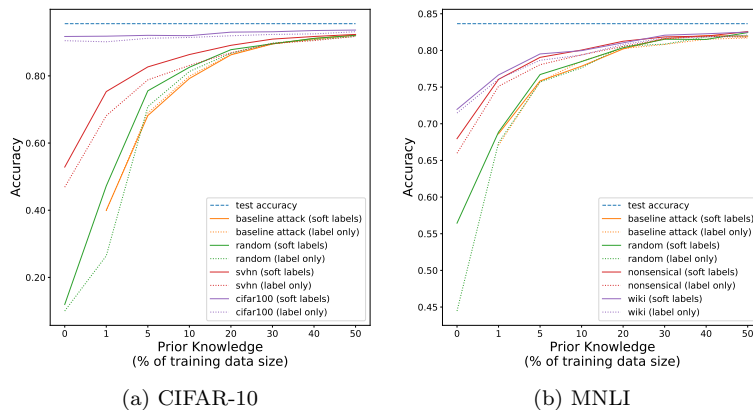 Accuracy
0.80
0.60
0.40
0.20
test accuracy
baseline attack (soft labels)
baseline attack (label only)
random (soft labels)
random (label only)
svhn (soft labels)
svhn (label only)
cifar100 (soft labels)
cifar100 (label only)
0 1 5 10 20 30 40 50
Prior Knowledge
(% of training data size)
(a) CIFAR-10
Accuracy
0.85
0.80
0.75
0.70
0.65
0.60
0.55
0.50
0.45
test accuracy
baseline attack (soft labels)
baseline attack (label only)
random (soft labels)
random (label only)
nonsensical (soft labels)
nonsensical (label only)
wiki (soft labels)
wiki (label only)
0 1 5 10 20 30 40 50
Prior Knowledge
(% of training data size)
(b) MNLI